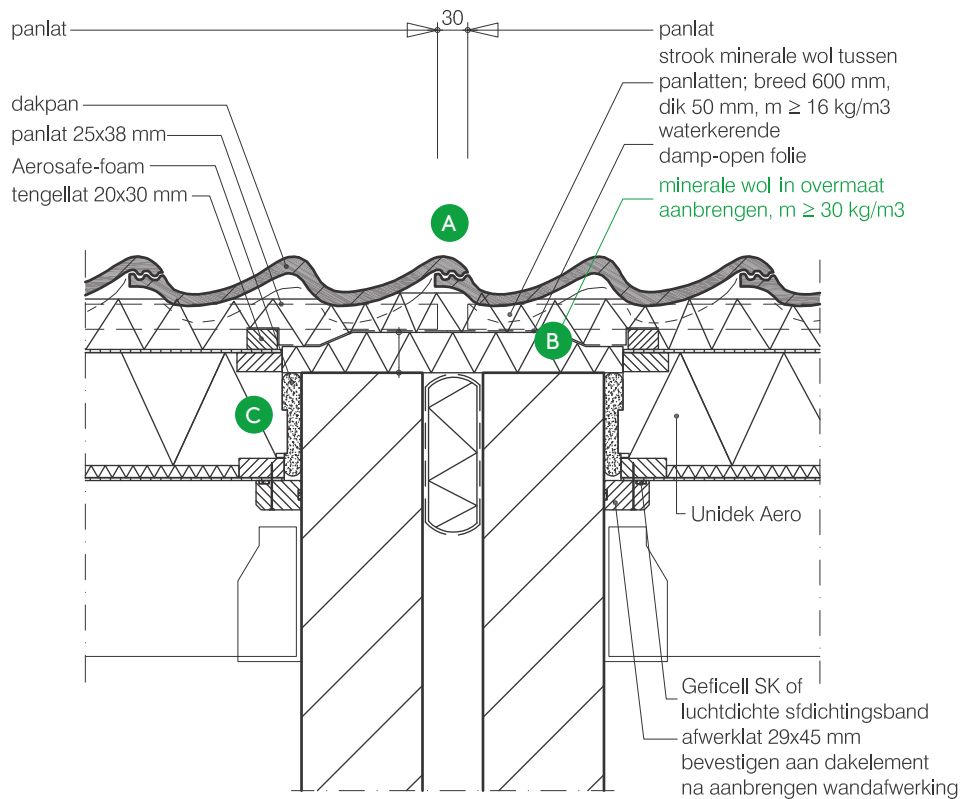 panlat
30
panlat
strook minerale wol tussen
panlatten; breed 600 mm,
dik 50 mm, m ≥ 16 kg/m3
waterkerende
damp-open folie
minerale wol in overmaat
aanbrengen, m ≥ 30 kg/m3
dakpan
panlat 25x38 mm
Aerosafe-foam
tengellat 20x30 mm
A
B
C
Unidek Aero
Geficell SK of
luchtdichte sfdichtingsband
afwerklat 29x45 mm
bevestigen aan dakelement
na aanbrengen wandafwerking